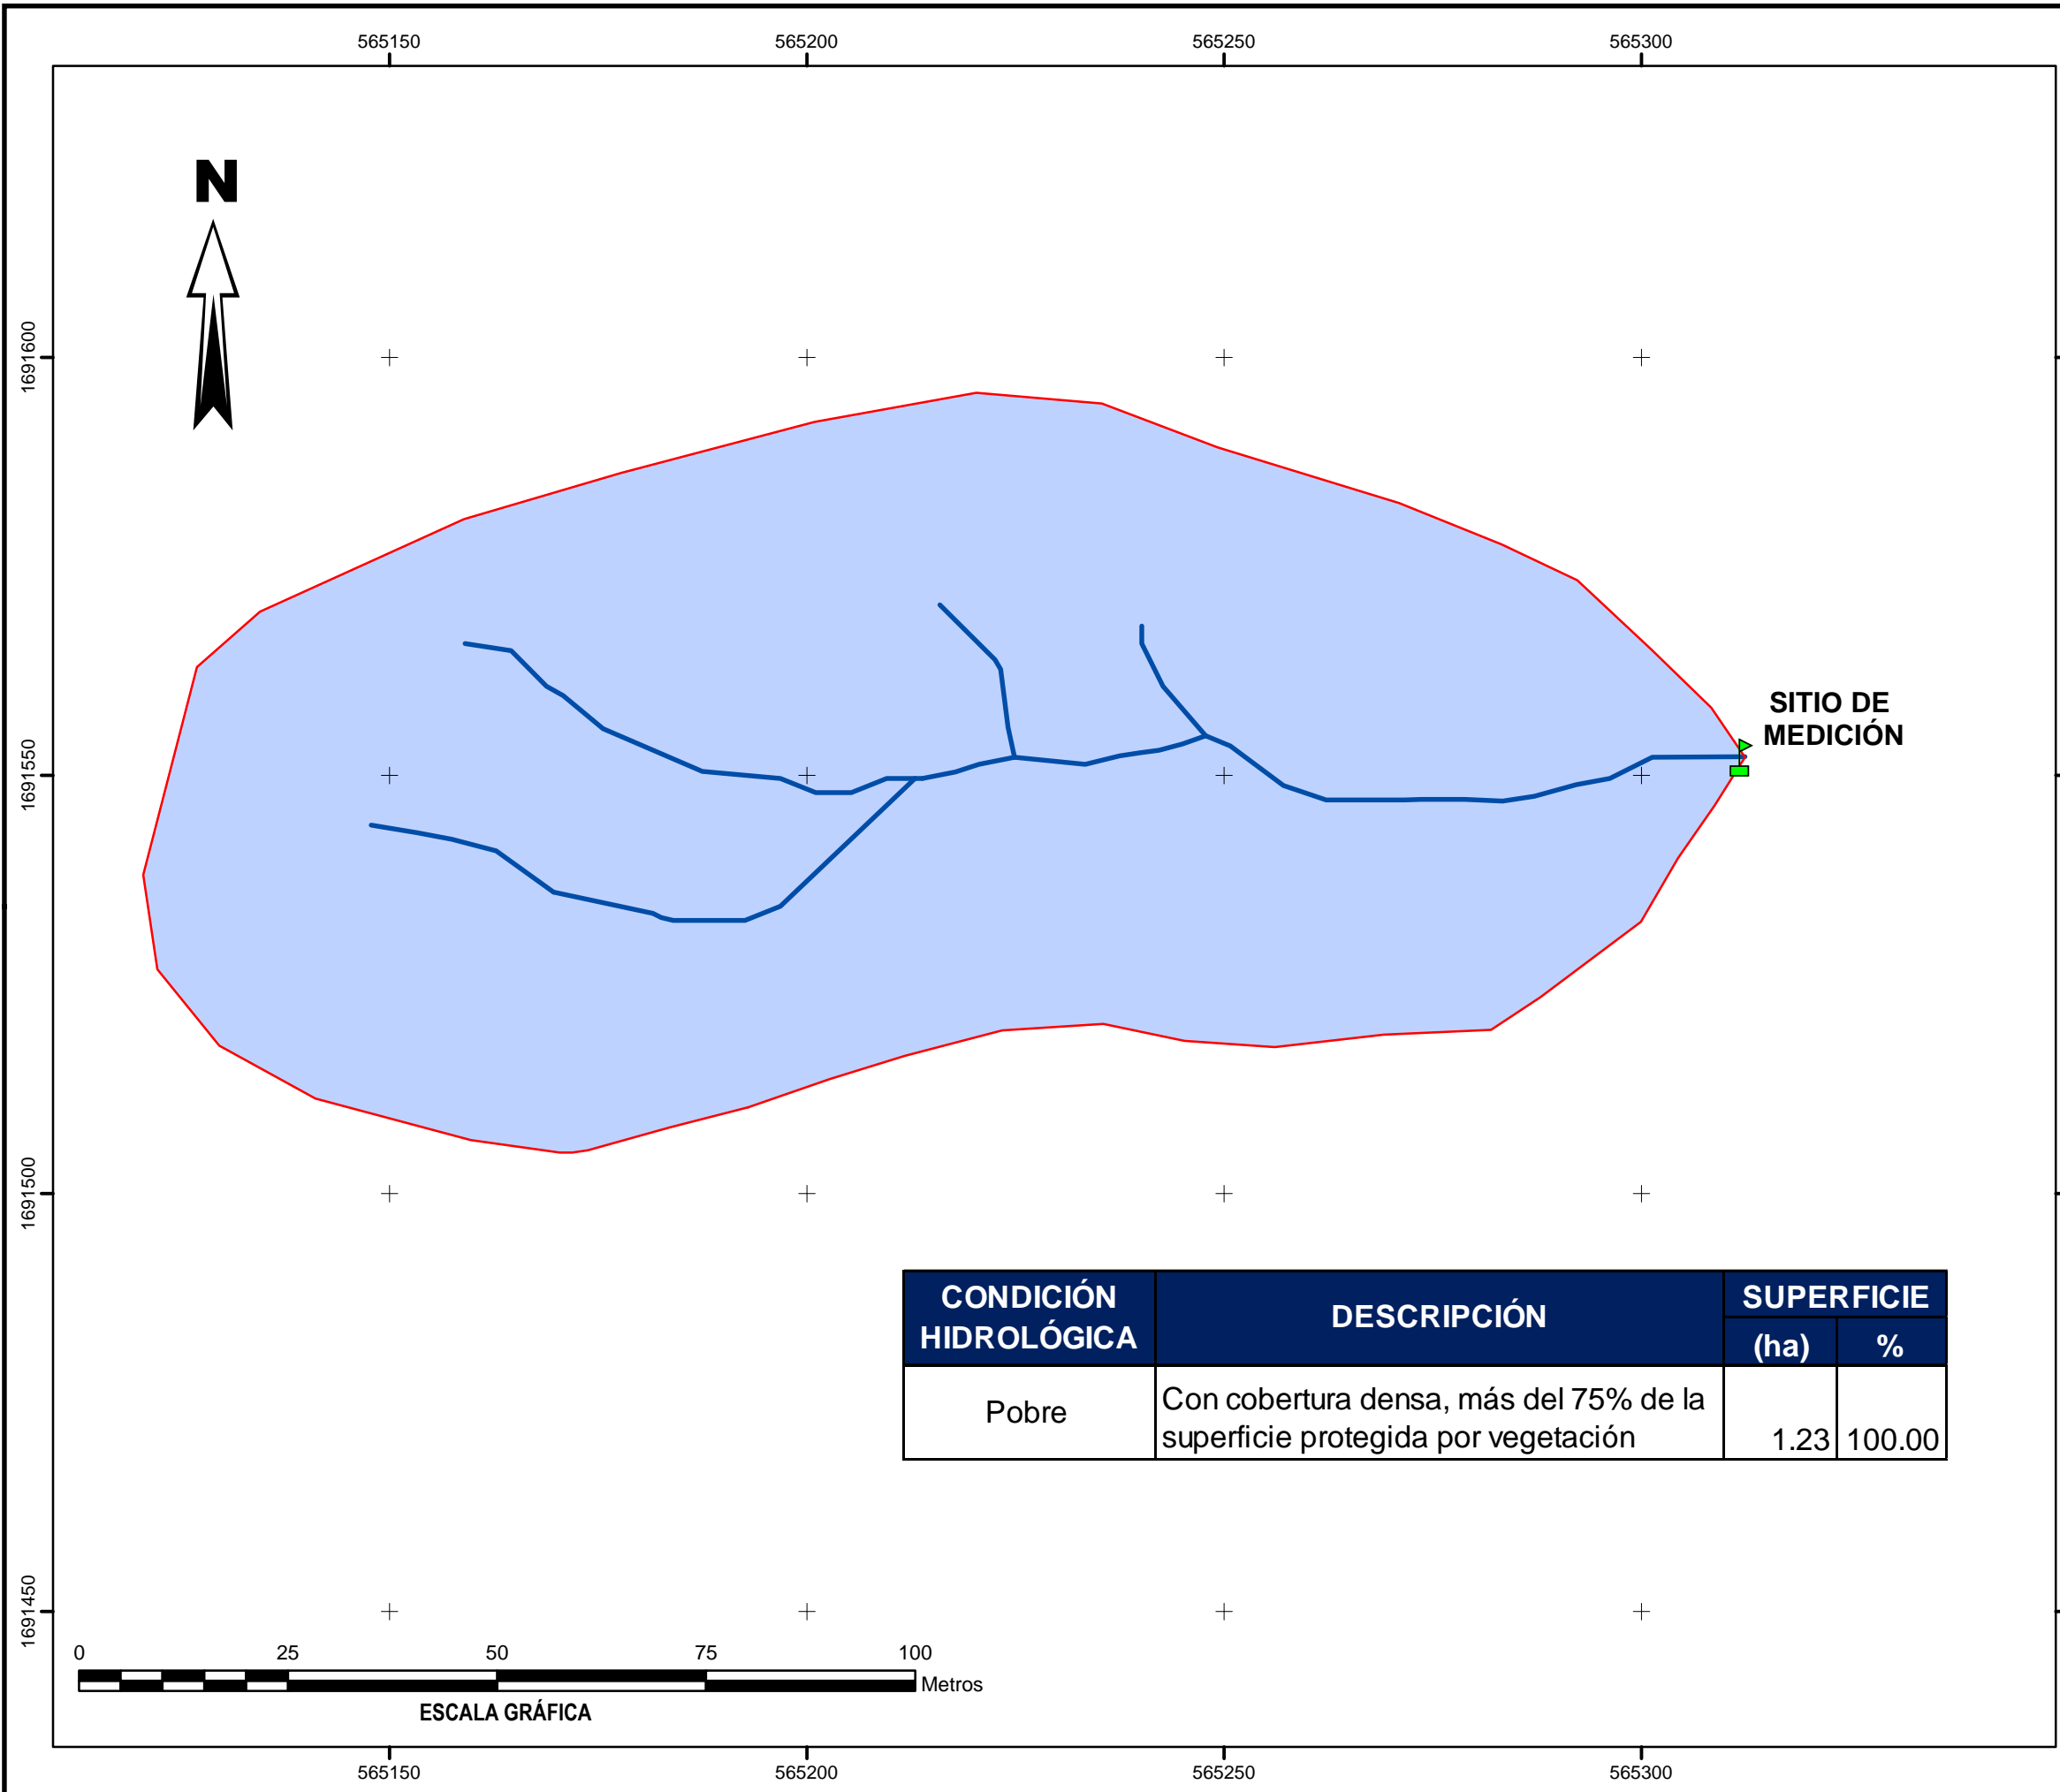 565150 565200 565250 565300
N
1691600
SITIO DE
MEDICIÓN
1691550
1691500
CONDICIÓN
HIDROLÓGICA
DESCRIPCIÓN
SUPERFICIE
(ha) %
Pobre
Con cobertura densa, más del 75% de la
superficie protegida por vegetación
1.23 100.00
1691450
0 25 50 75 100
Metros
ESCALA GRÁFICA
565150 565200 565250 565300